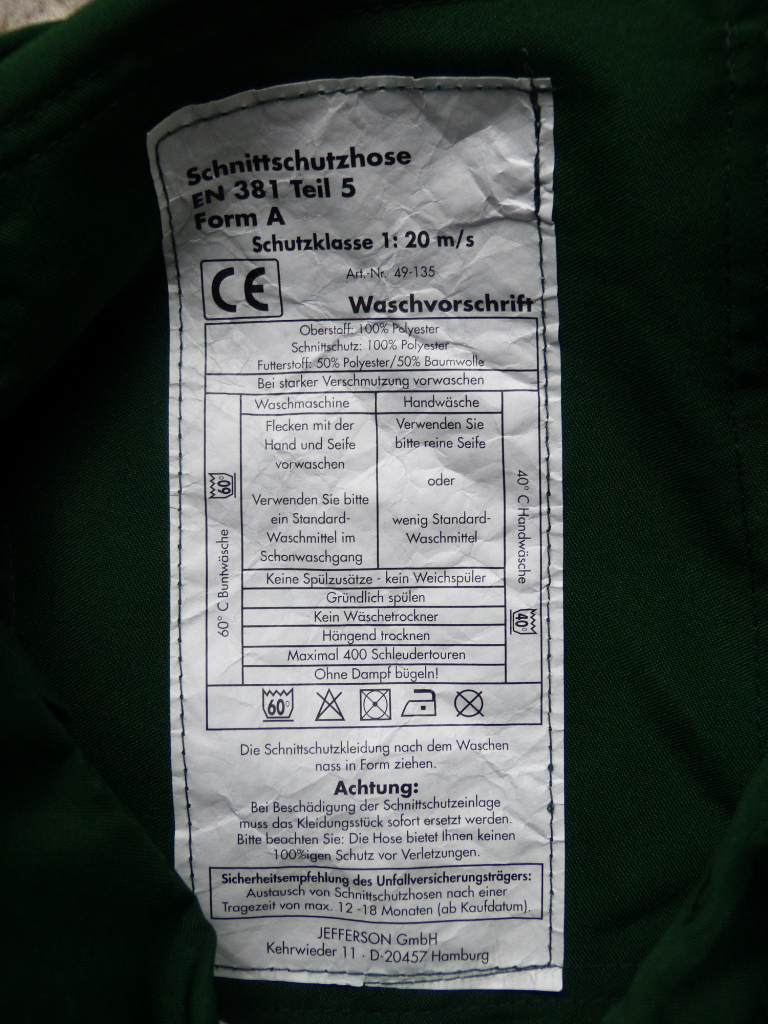 Schnittschutzhose
EN 381 Teil 5
Form A
Schutzklasse 1: 20 m/s
CE
Art.-Nr. 49-135
Waschvorschrift
Oberstoff: 100% Polyester
Schnittschutz: 100% Polyester
Futterstoff: 50% Polyester/50% Baumwolle
Bei starker Verschmutzung vorwaschen
Waschmaschine
Flecken mit der
Hand und Seife
vorwaschen
Verwenden Sie bitte
ein Standard-
Waschmittel im
Schonwaschgang
Handwäsche
Verwenden Sie
bitte reine Seife
oder
wenig Standard-
Waschmittel
60° C Buntwäsche
60°
40° C Handwäsche
40°
Keine Spülzusätze - kein Weichspüler
Gründlich spülen
Kein Wäschetrockner
Hängend trocknen
Maximal 400 Schleudertouren
Ohne Dampf bügeln!
60°
Die Schnittschutzkleidung nach dem Waschen
nass in Form ziehen.
Achtung:
Bei Beschädigung der Schnittschutzeinlage
muss das Kleidungsstück sofort ersetzt werden.
Bitte beachten Sie: Die Hose bietet Ihnen keinen
100%igen Schutz vor Verletzungen.
Sicherheitsempfehlung des Unfallversicherungsträgers:
Austausch von Schnittschutzhosen nach einer
Tragezeit von max. 12 -18 Monaten (ab Kaufdatum).
JEFFERSON GmbH
Kehrwieder 11 · D-20457 Hamburg